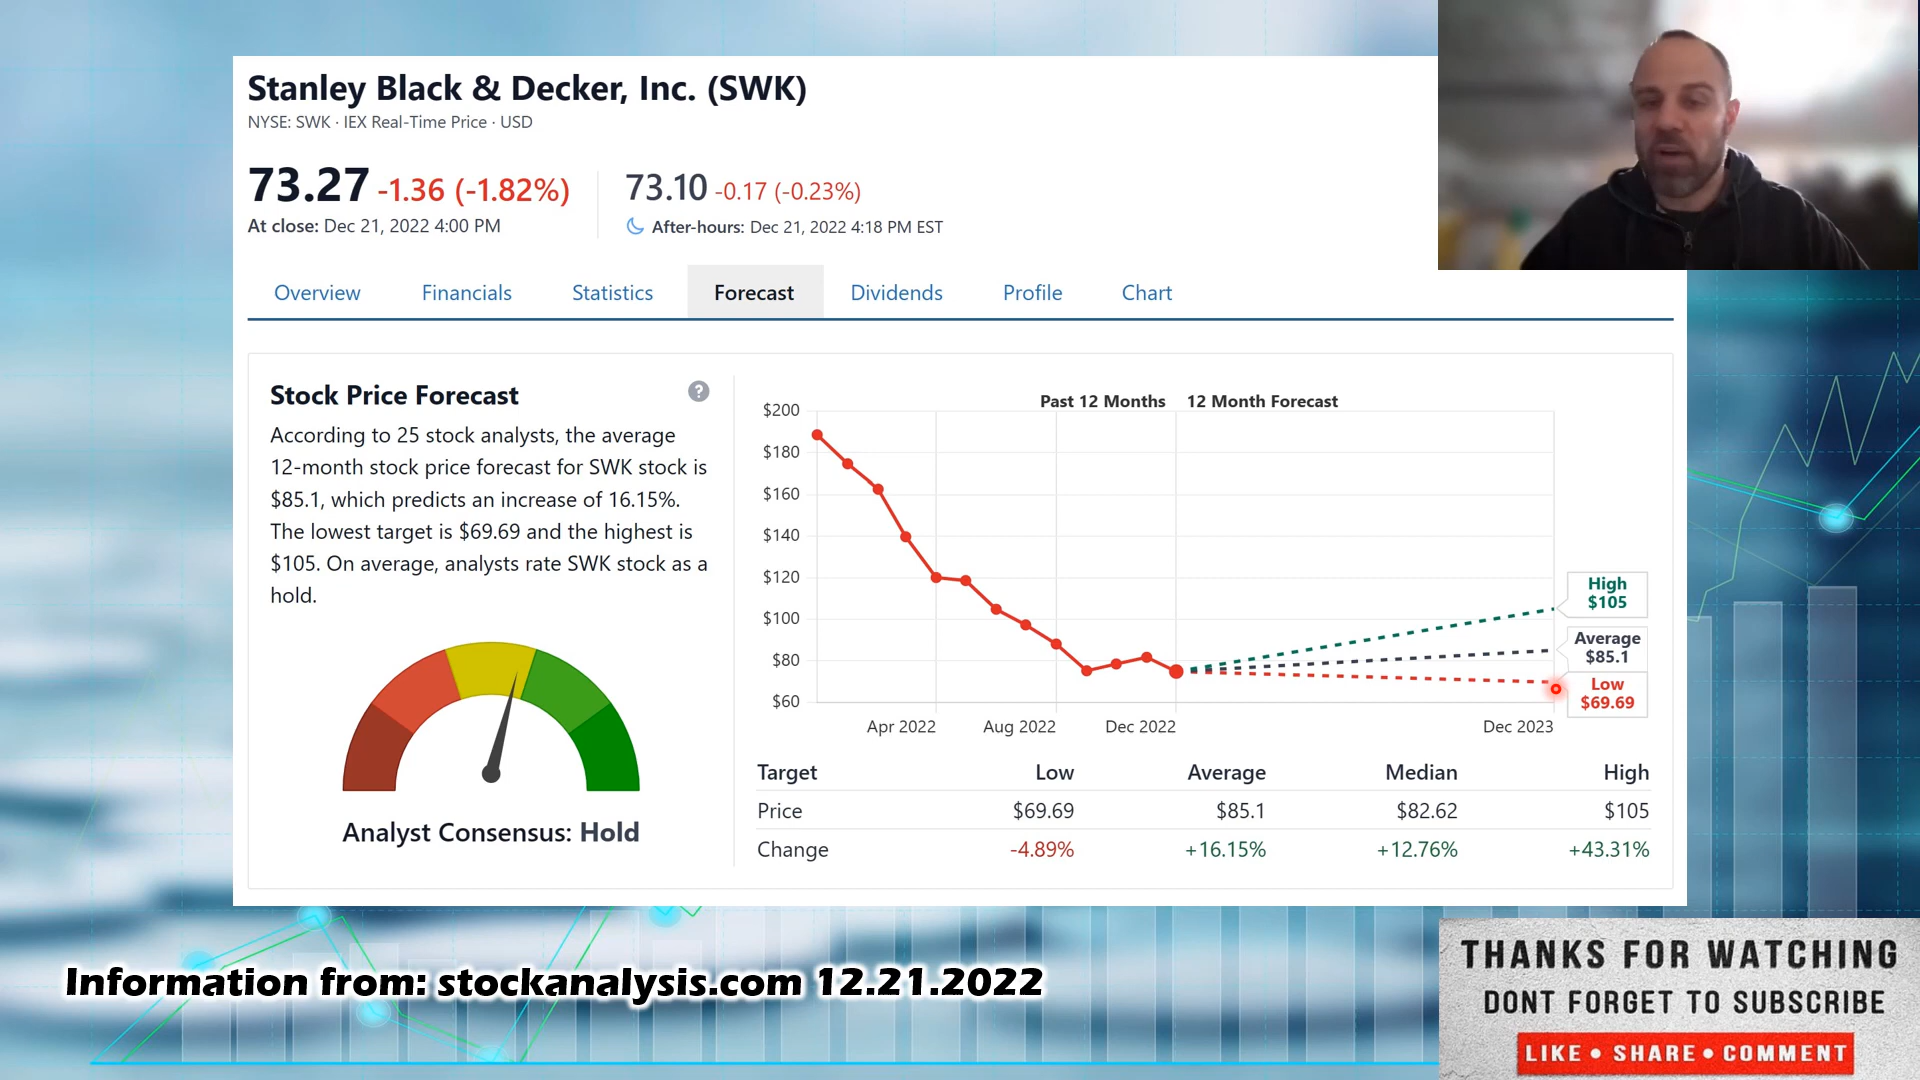 Stanley Black & Decker, Inc. (SWK)
NYSE: SWK · IEX Real-Time Price · USD
73.27 -1.36 (-1.82%)
At close: Dec 21, 2022 4:00 PM
73.10 -0.17 (-0.23%)
After-hours: Dec 21, 2022 4:18 PM EST
Overview Financials Statistics Forecast Dividends Profile Chart
Stock Price Forecast ?
According to 25 stock analysts, the average
12-month stock price forecast for SWK stock is
$85.1, which predicts an increase of 16.15%.
The lowest target is $69.69 and the highest is
$105. On average, analysts rate SWK stock as a
hold.
Analyst Consensus: Hold
Past 12 Months 12 Month Forecast
$200
$180
$160
$140
$120
$100
$80
$60
Apr 2022 Aug 2022 Dec 2022 Dec 2023
High
$105
Average
$85.1
Low
$69.69
Target Low Average Median High
Price $69.69 $85.1 $82.62 $105
Change -4.89% +16.15% +12.76% +43.31%
Information from: stockanalysis.com 12.21.2022
THANKS FOR WATCHING
DONT FORGET TO SUBSCRIBE
LIKE • SHARE • COMMENT